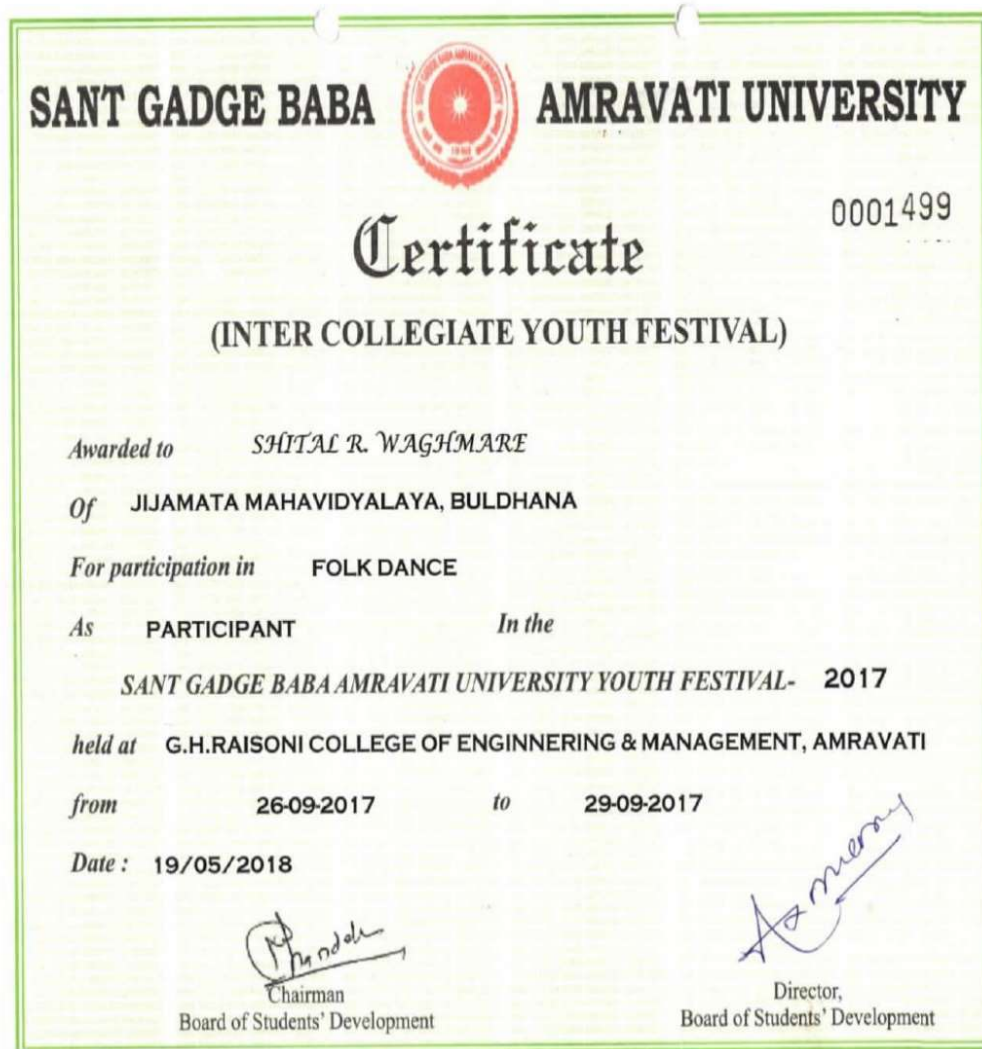 SANT GADGE BABA AMRAVATI UNIVERSITY
0001499
Certificate
(INTER COLLEGIATE YOUTH FESTIVAL)
Awarded to SHITAL R. WAGHMARE
Of JIJAMATA MAHAVIDYALAYA, BULDHANA
For participation in FOLK DANCE
As PARTICIPANT In the
SANT GADGE BABA AMRAVATI UNIVERSITY YOUTH FESTIVAL- 2017
held at G.H.RAISONI COLLEGE OF ENGINNERING & MANAGEMENT, AMRAVATI
from 26-09-2017 to 29-09-2017
Date : 19/05/2018
Chairman
Board of Students' Development
Director,
Board of Students' Development